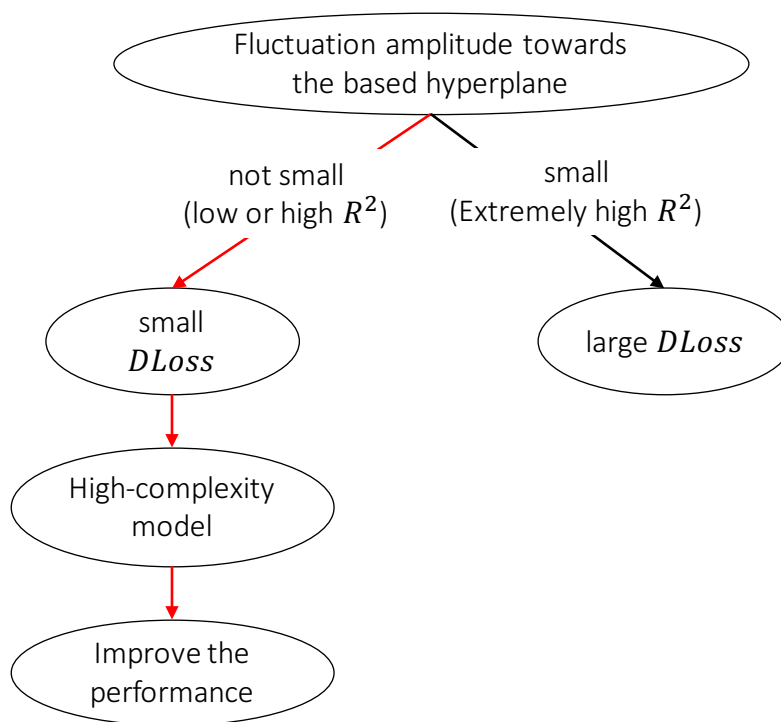 Fluctuation amplitude towards
the based hyperplane
not small
(low or high R²)
small
(Extremely high R²)
small
DLoss
large DLoss
High-complexity
model
Improve the
performance